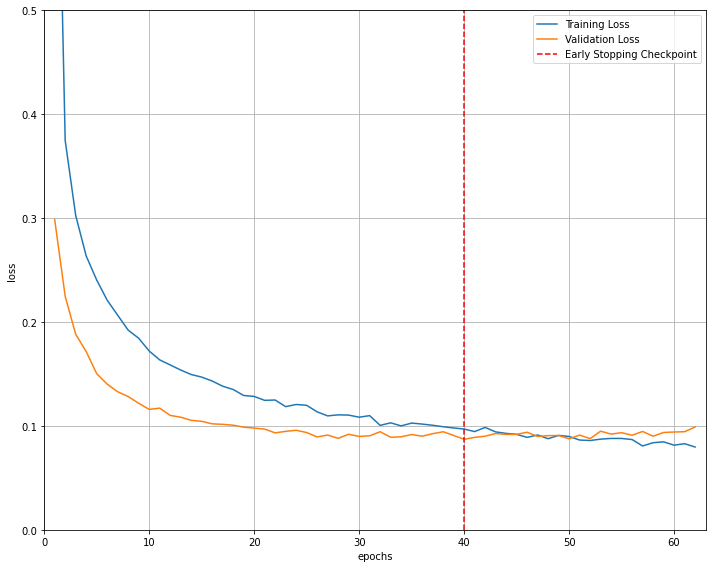 Training Loss
Validation Loss
Early Stopping Checkpoint
0.5
0.4
0.3
0.2
0.1
0.0
loss
0 10 20 30 40 50 60
epochs